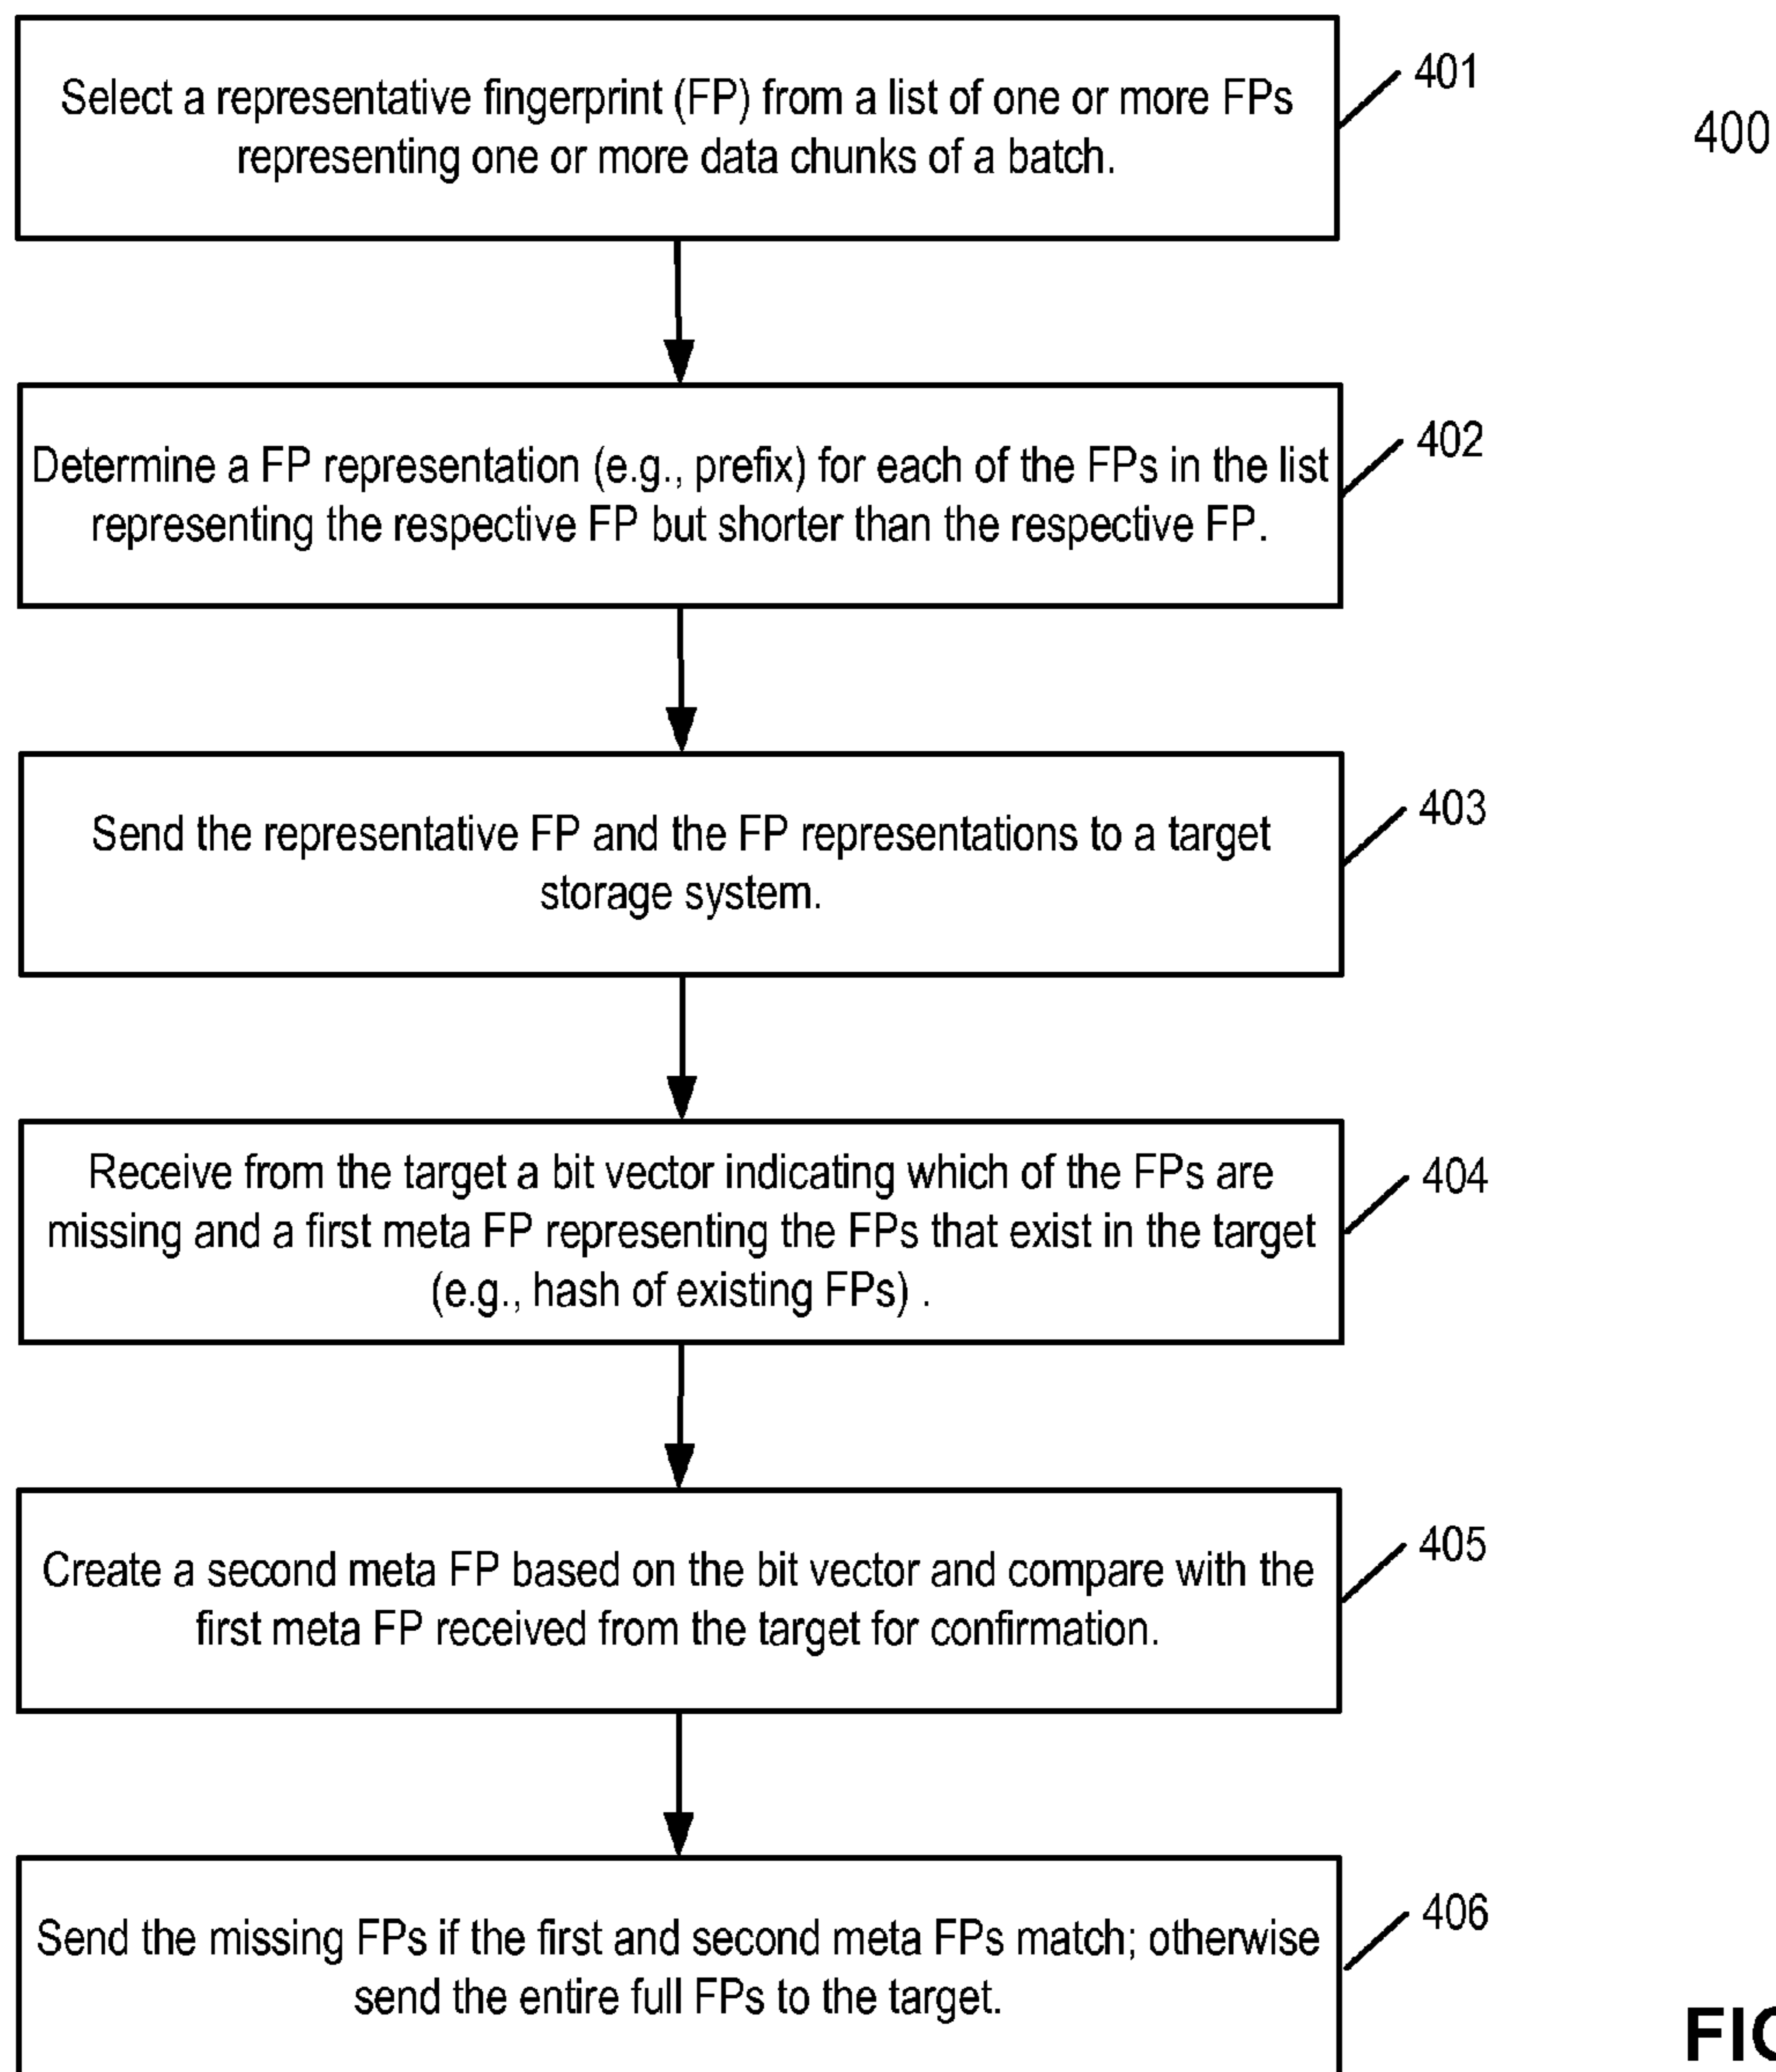 Select a representative fingerprint (FP) from a list of one or more FPs
representing one or more data chunks of a batch.
401
400
Determine a FP representation (e.g., prefix) for each of the FPs in the list
representing the respective FP but shorter than the respective FP.
402
Send the representative FP and the FP representations to a target
storage system.
403
Receive from the target a bit vector indicating which of the FPs are
missing and a first meta FP representing the FPs that exist in the target
(e.g., hash of existing FPs) .
404
Create a second meta FP based on the bit vector and compare with the
first meta FP received from the target for confirmation.
405
Send the missing FPs if the first and second meta FPs match; otherwise
send the entire full FPs to the target.
406